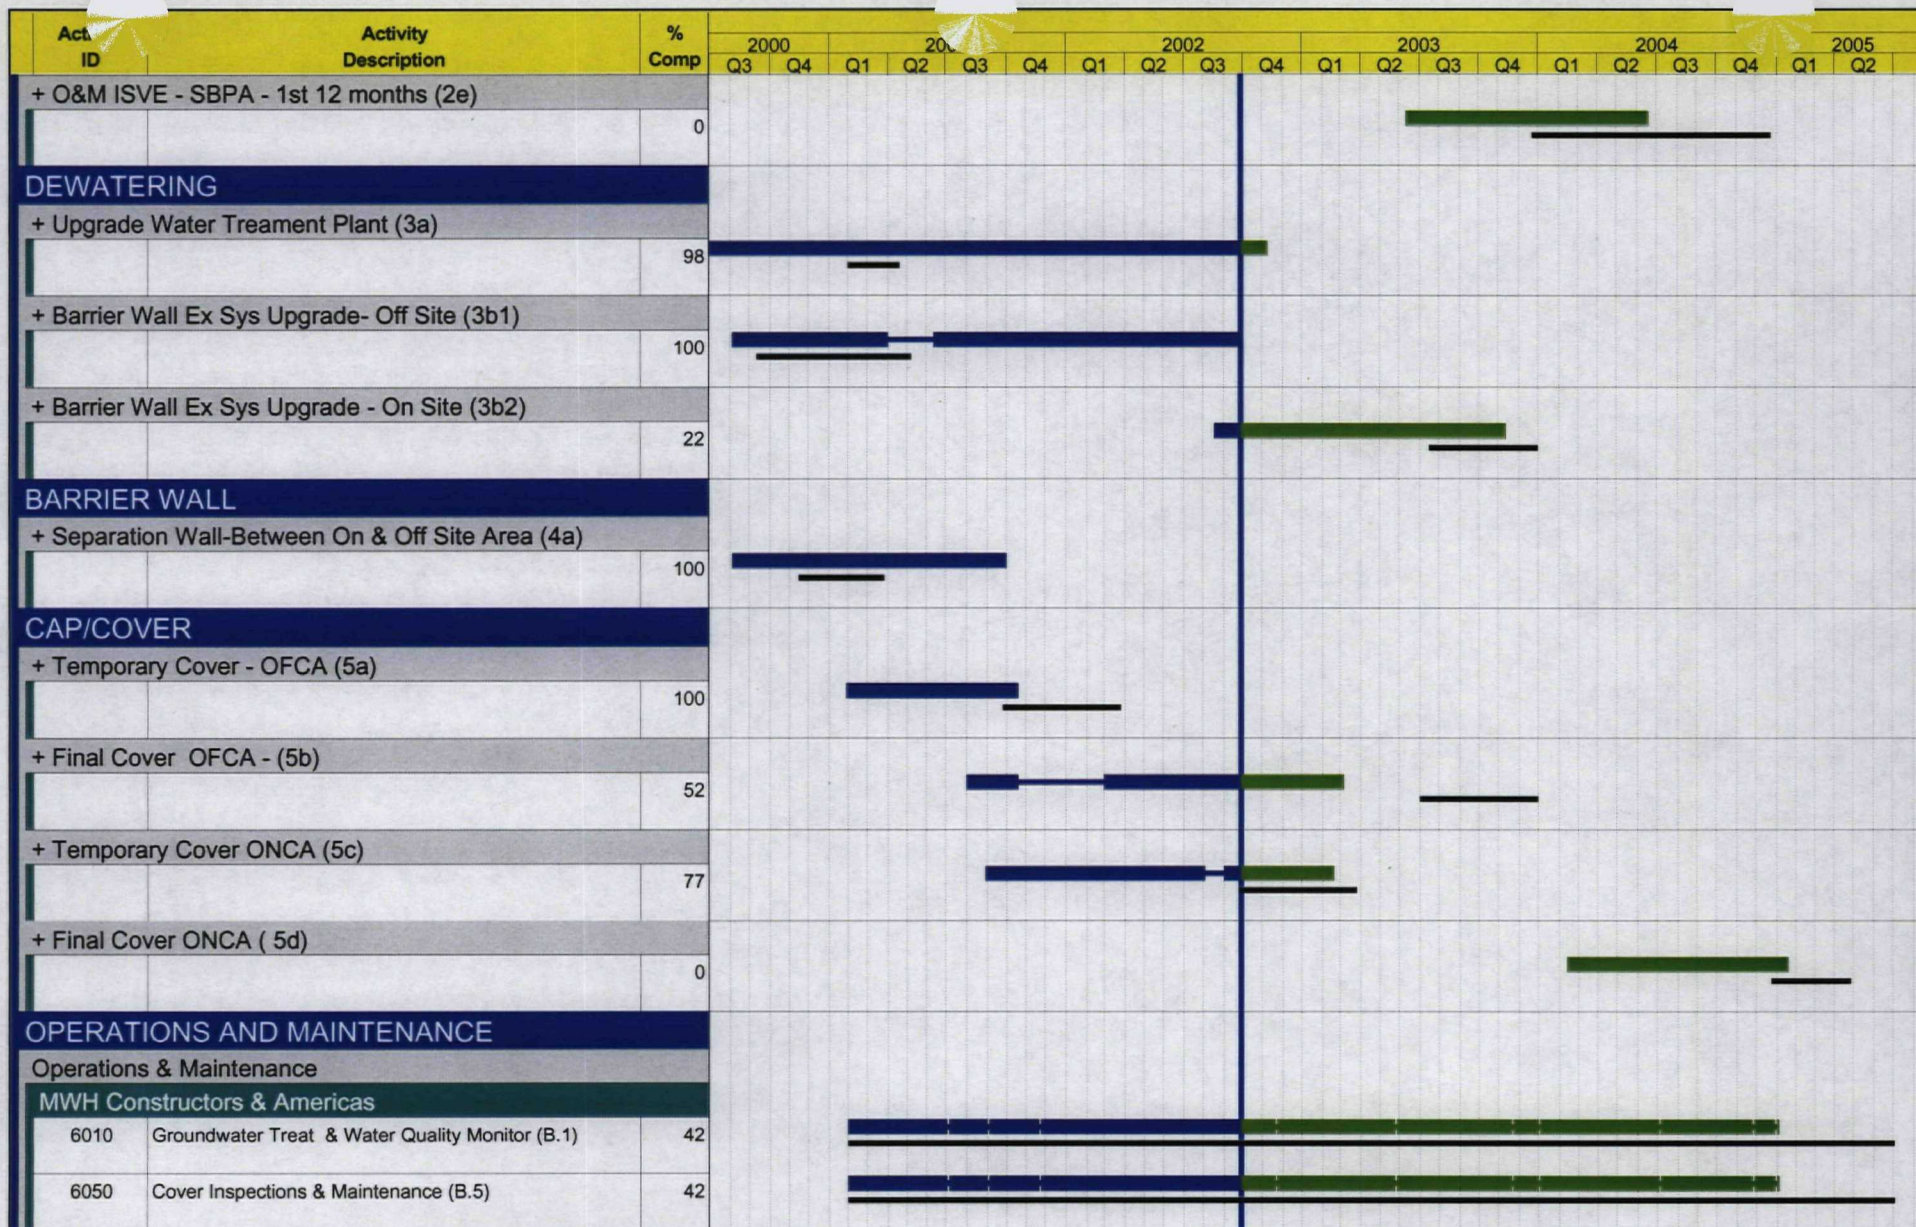 Activity
%
ID
Description
Comp
2000
2002
2003
2004
2005
Q3 Q4 Q1 Q2 Q3 Q4 Q1 Q2 Q3 Q4 Q1 Q2 Q3 Q4 Q1 Q2 Q3 Q4 Q1 Q2
+ O&M ISVE - SBPA - 1st 12 months (2e)
0
DEWATERING
+ Upgrade Water Treament Plant (3a)
98
+ Barrier Wall Ex Sys Upgrade- Off Site (3b1)
100
+ Barrier Wall Ex Sys Upgrade - On Site (3b2)
22
BARRIER WALL
+ Separation Wall-Between On & Off Site Area (4a)
100
CAP/COVER
+ Temporary Cover - OFCA (5a)
100
+ Final Cover OFCA - (5b)
52
+ Temporary Cover ONCA (5c)
77
+ Final Cover ONCA ( 5d)
0
OPERATIONS AND MAINTENANCE
Operations & Maintenance
MWH Constructors & Americas
6010 Groundwater Treat & Water Quality Monitor (B.1) 42
6050 Cover Inspections & Maintenance (B.5) 42